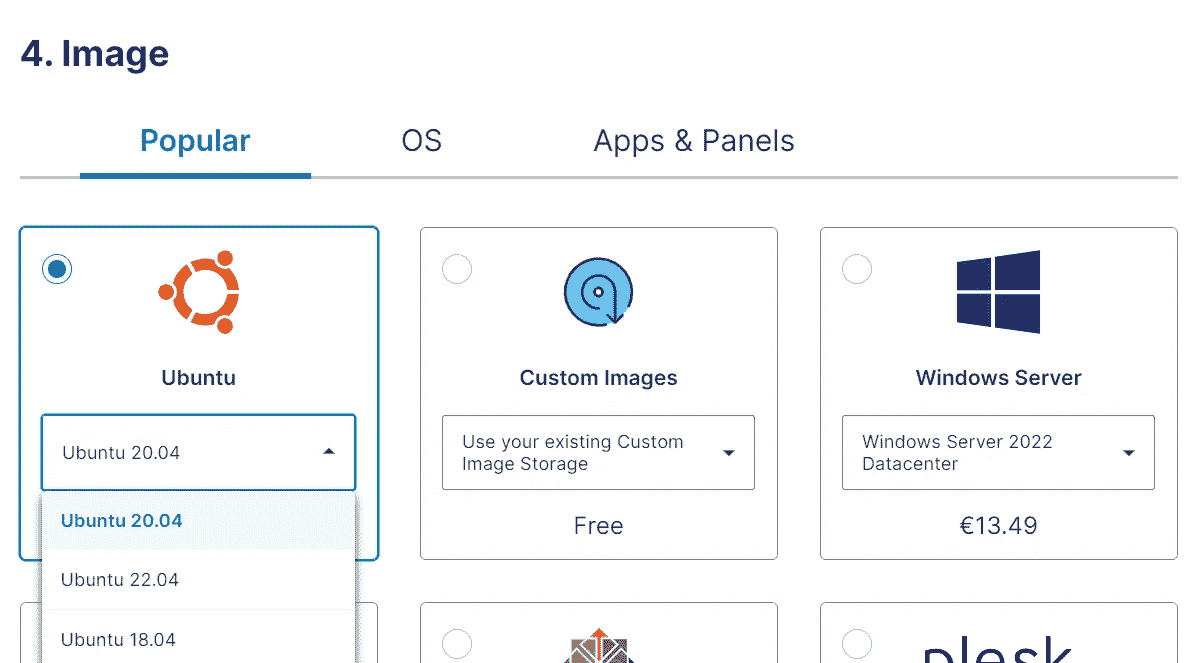 4. Image
Popular
OS
Apps & Panels
Ubuntu
Ubuntu 20.04
Ubuntu 20.04
Ubuntu 22.04
Ubuntu 18.04
Custom Images
Use your existing Custom
Image Storage
Free
Windows Server
Windows Server 2022
Datacenter
€13.49
plesk